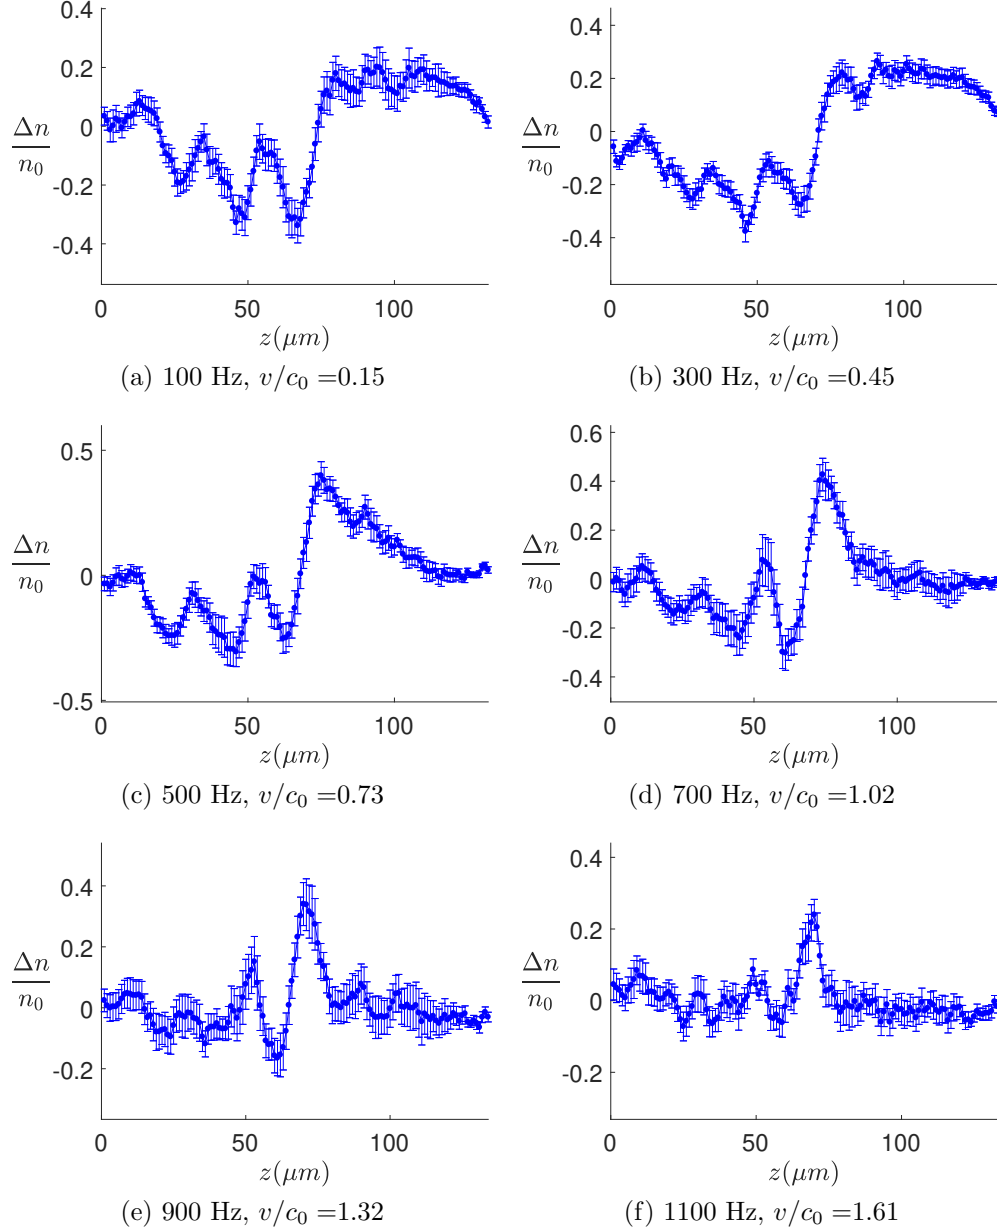 0.4
0.2
0
-0.2
-0.4
Δn
n₀
0 50 100
z(μm)
(a) 100 Hz, v/c₀ =0.15
0.4
0.2
0
-0.2
-0.4
Δn
n₀
0 50 100
z(μm)
(b) 300 Hz, v/c₀ =0.45
0.5
0
-0.5
Δn
n₀
0 50 100
z(μm)
(c) 500 Hz, v/c₀ =0.73
0.6
0.4
0.2
0
-0.2
-0.4
Δn
n₀
0 50 100
z(μm)
(d) 700 Hz, v/c₀ =1.02
0.4
0.2
0
-0.2
Δn
n₀
0 50 100
z(μm)
(e) 900 Hz, v/c₀ =1.32
0.4
0.2
0
-0.2
Δn
n₀
0 50 100
z(μm)
(f) 1100 Hz, v/c₀ =1.61